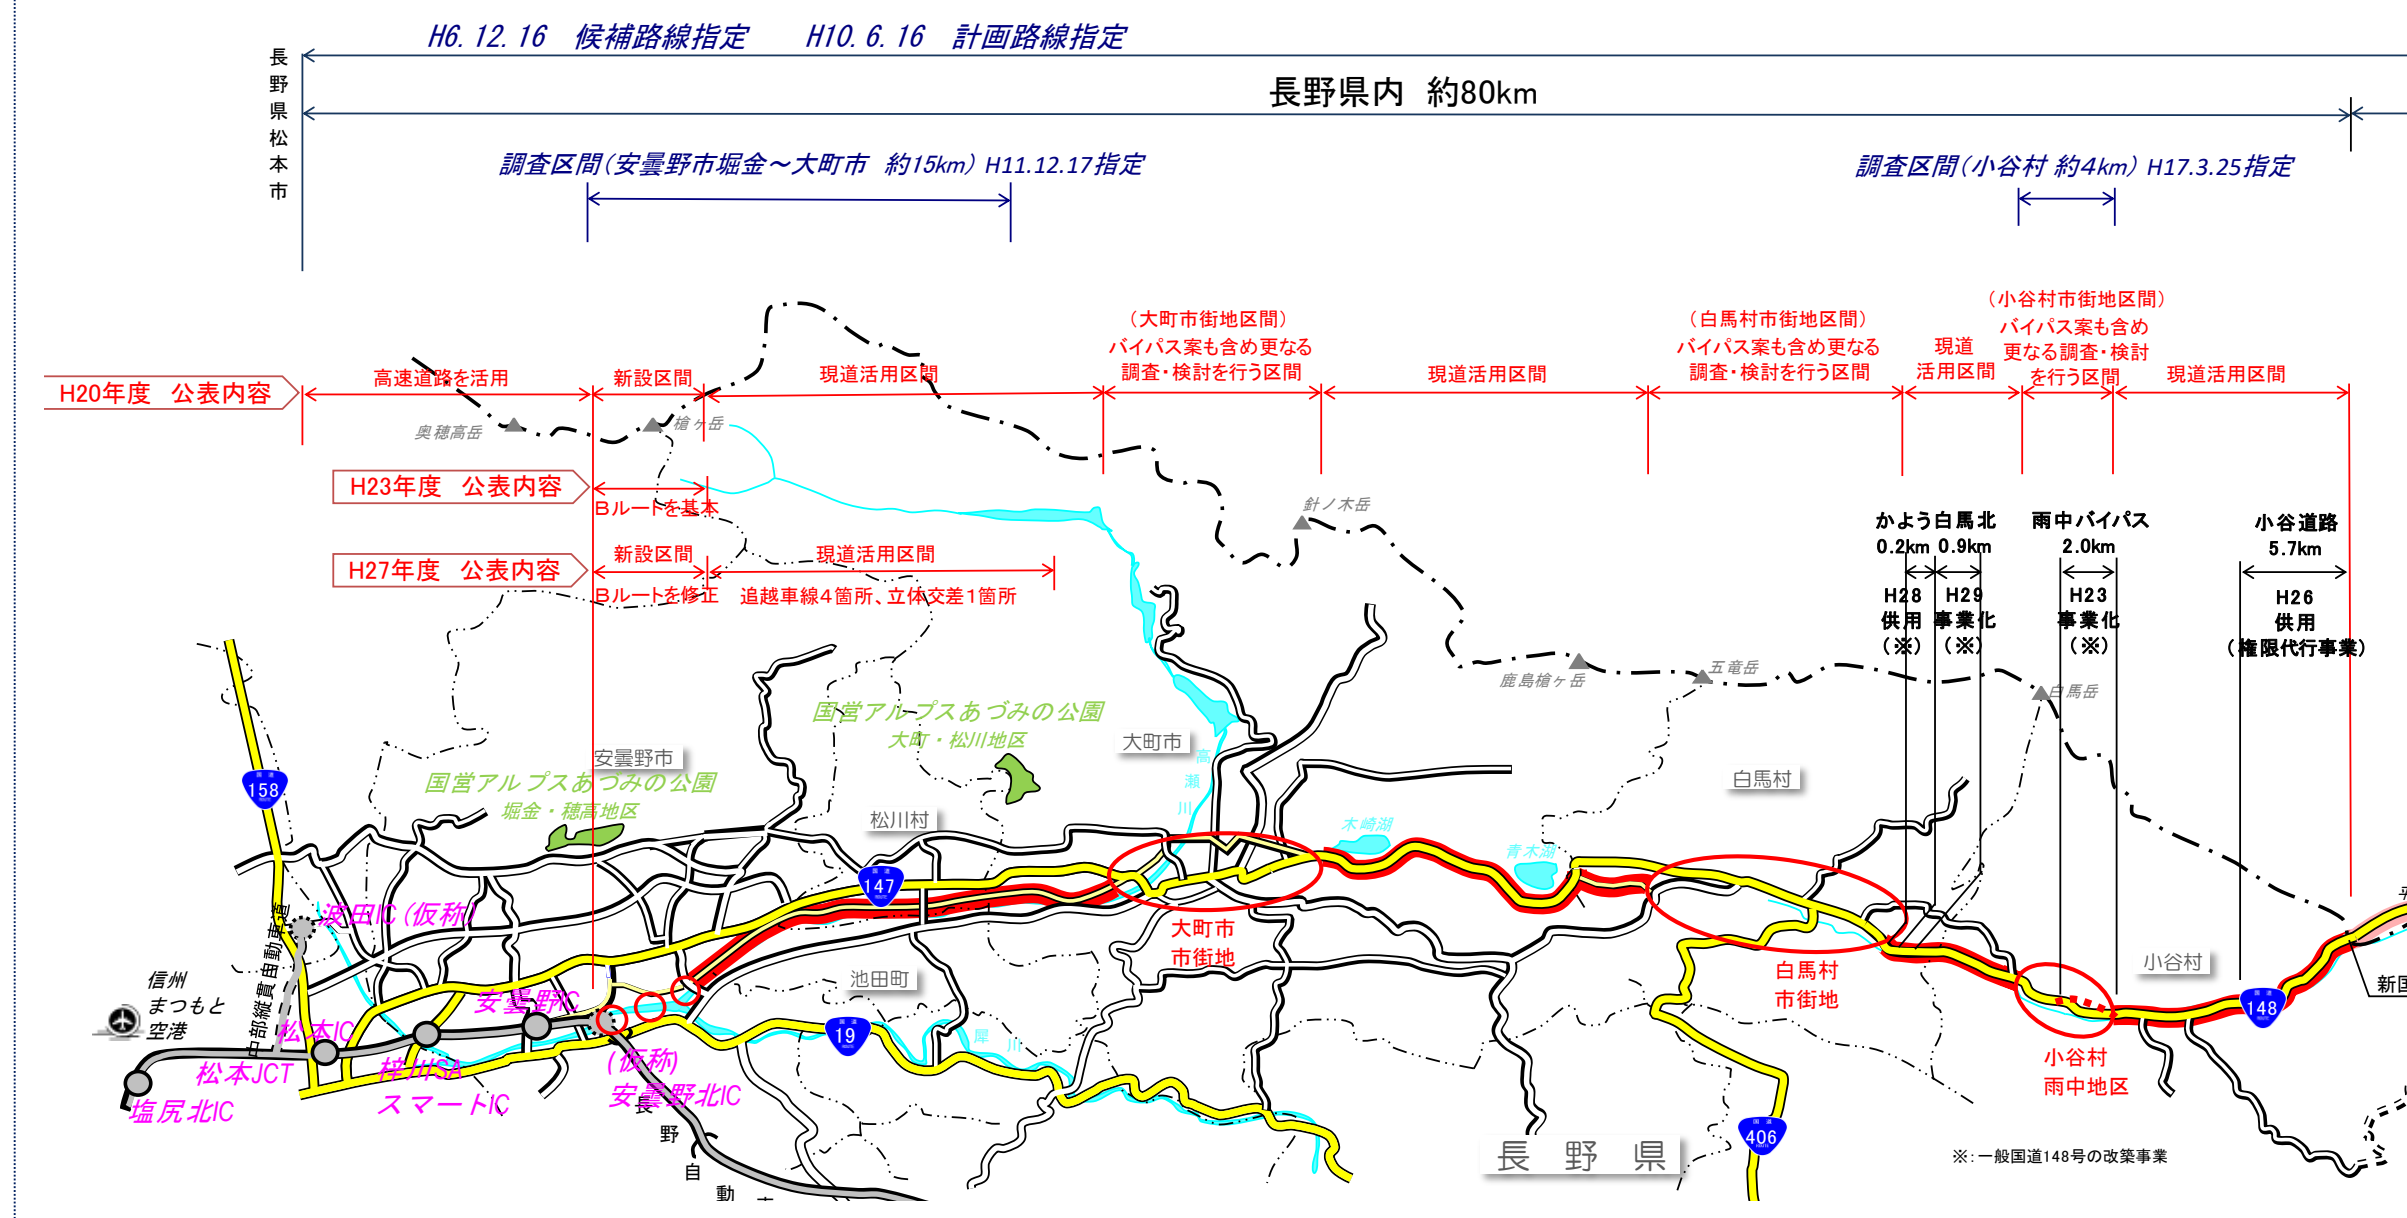 H6.12.16 候補路線指定 H10.6.16 計画路線指定
長野県松本市
長野県内 約80km
調査区間（安曇野市堀金～大町市 約15km）H11.12.17指定
調査区間（小谷村 約4km）H17.3.25指定
H20年度 公表内容
高速道路を活用
新設区間
現道活用区間
（大町市街地区間）
バイパス案も含め更なる
調査・検討を行う区間
現道活用区間
（白馬村市街地区間）
バイパス案も含め更なる
調査・検討を行う区間
現道
活用区間
（小谷村市街地区間）
バイパス案も含め
更なる調査・検討
を行う区間
現道活用区間
奥穂高岳
槍ヶ岳
H23年度 公表内容
Bルートを基本
針ノ木岳
H27年度 公表内容
新設区間
現道活用区間
Bルートを修正
追越車線4箇所、立体交差1箇所
かよう
0.2km
H28
供用
（※）
白馬北
0.9km
H29
事業化
（※）
雨中バイパス
2.0km
H23
事業化
（※）
小谷道路
5.7km
H26
供用
（権限代行事業）
鹿島槍ヶ岳
五竜岳
白馬岳
国営アルプスあづみの公園
大町・松川地区
安曇野市
国営アルプスあづみの公園
堀金・穂高地区
大町市
高瀬川
白馬村
松川村
木崎湖
青木湖
国道
158
ROUTE
国道
147
ROUTE
波田IC(仮称)
中部縦貫自動車道
信州
まつもと
空港
大町市
市街地
池田町
白馬村
市街地
小谷村
新国
安曇野IC
松本IC
松本JCT
梓川SA
スマートIC
塩尻北IC
(仮称)
安曇野北IC
国道
19
ROUTE
犀川
国道
148
ROUTE
小谷村
雨中地区
長野自動
国道
406
ROUTE
長野県
※：一般国道148号の改築事業